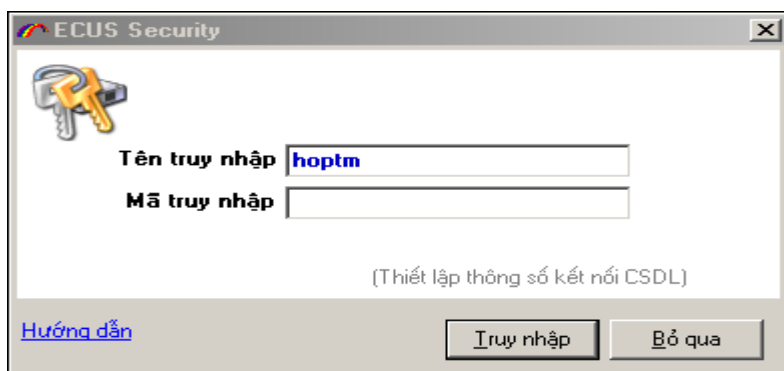 ECUS Security
Tên truy nhập hoptm
Mã truy nhập
(Thiết lập thông số kết nối CSDL)
Hướng dẫn
Truy nhập
Bỏ qua